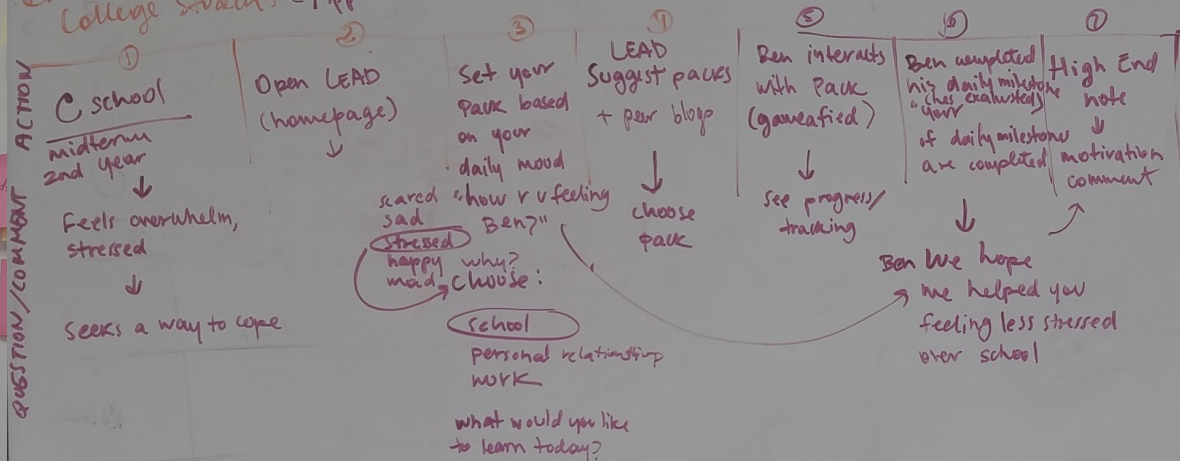 College Students - App
①
②
③
④
⑤
⑥
⑦
ACTION
QUESTION/COMMENT
C school
midterm
2nd year
Feels overwhelm,
stressed
Seeks a way to cope
Open LEAD
(homepage)
Set your
pack based
on your
daily mood
"how r u feeling
Ben?"
scared
sad
stressed
happy why?
mad choose:
school
personal relationship
work
what would you like
to learn today?
LEAD
Suggest packs
+ peer blogs
choose
pack
Ben interacts
with Pack
(gameafied)
See progress/
tracking
Ben completed
his daily milestone
(hes exahusted)
"your
of daily milestones
are completed
Ben We hope
we helped you
feeling less stressed
over school
High End
note
motivation
comment